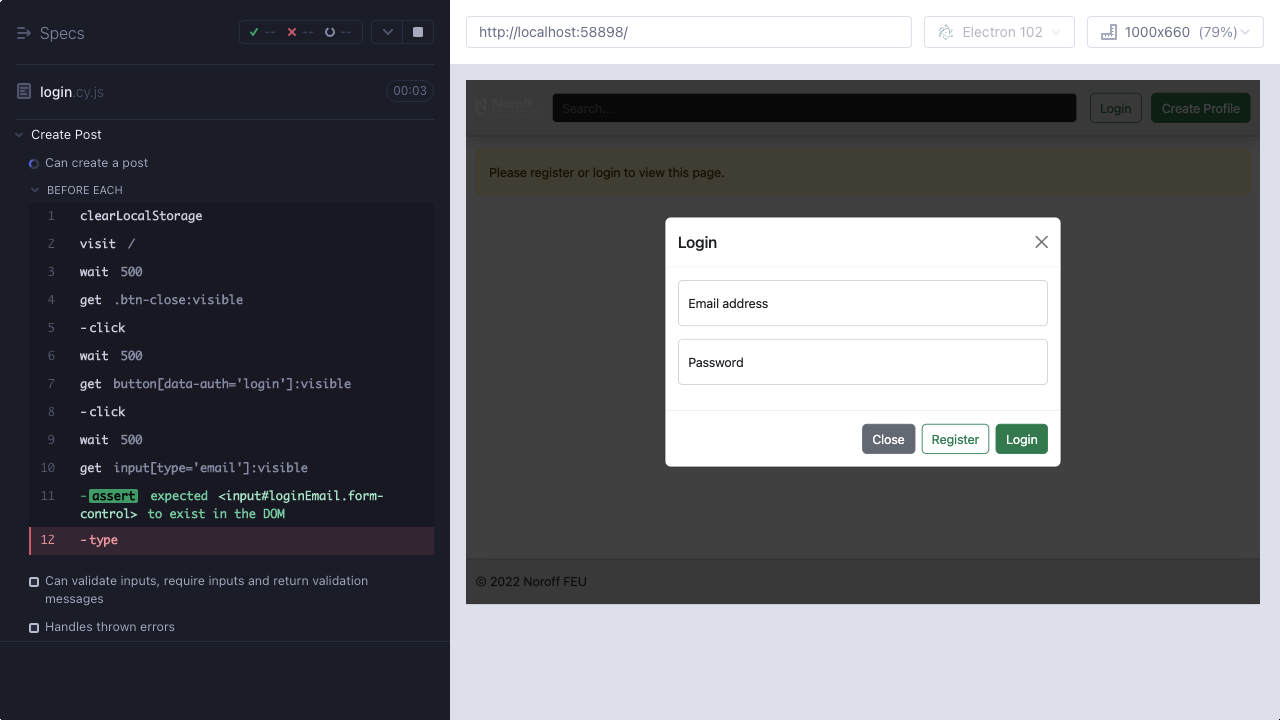 Specs
-- -- --
login.cy.js
00:03
Create Post
Can create a post
BEFORE EACH
1 clearLocalStorage
2 visit /
3 wait 500
4 get .btn-close:visible
5 -click
6 wait 500
7 get button[data-auth='login']:visible
8 -click
9 wait 500
10 get input[type='email']:visible
11 -assert expected <input#loginEmail.form-
control> to exist in the DOM
12 -type
Can validate inputs, require inputs and return validation
messages
Handles thrown errors
http://localhost:58898/
Electron 102
1000x660 (79%)
Noroff
Search...
Login
Create Profile
Please register or login to view this page.
Login
Email address
Password
Close
Register
Login
© 2022 Noroff FEU